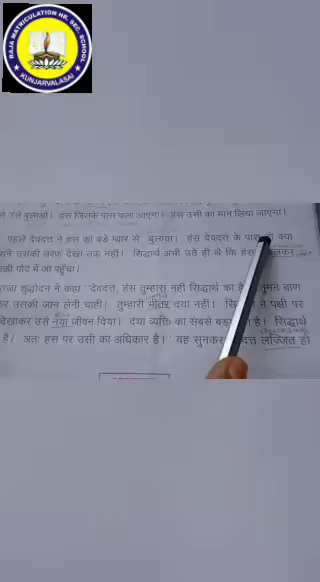 RAJA MATRICULATION HR. SEC. SCHOOL
KUNJARVALASAI
उसे बुलाओ। हंस जिसके पास चला आएगा। हंस उसी का मान लिया जाएगा।
पहले देवदत्त ने हंस को बड़े प्यार से बुलाया। हंस देवदत्त के पास क्या
उसकी तरफ देखा तक नहीं। सिद्धार्थ अभी उठे ही थे कि हंस
गोद में जा पहुँचा।
राजा शुद्धोदन ने कहा 'देवदत्त, हंस तुम्हारा नहीं सिद्धार्थ का है तुमने बाण
कर उसकी जान लेनी चाही। तुम्हारी भीतर दया नहीं। ने पक्षी पर
देखाकर उसे नया जीवन दिया। दया व्यक्ति का सबसे बड़ा है। सिद्धार्थ
है। अतः हंस पर उसी का अधिकार है।' यह सुनकर लज्जित हो